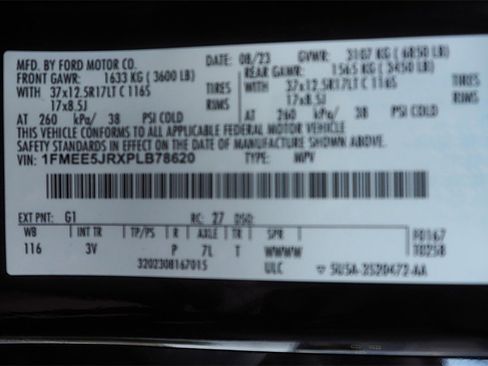 MFD. BY FORD MOTOR CO.
DATE: 08/23 GVWR: 3107 KG (6850 LB)
FRONT GAWR: 1633 KG (3600 LB) REAR GAWR: 1565 KG (3450 LB)
WITH 37x12.5R17LT C 116S TIRES WITH 37x12.5R17LT C 116S TIRES
17x8.5J RIMS 17x8.5J RIMS
AT 260 kPa/ 38 PSI COLD AT 260 kPa/ 38 PSI COLD
THIS VEHICLE CONFORMS TO ALL APPLICABLE FEDERAL MOTOR VEHICLE
SAFETY STANDARDS IN EFFECT ON THE DATE OF MANUFACTURE SHOWN ABOVE.
VIN: 1FMEE5JRXPLB78620 TYPE: MPV
EXT PNT: G1 RC: 27 DSO:
WB INT TR TP/PS R AXLE TR SPR
116 3V P 7L T WWWW
3202308167015 ULC